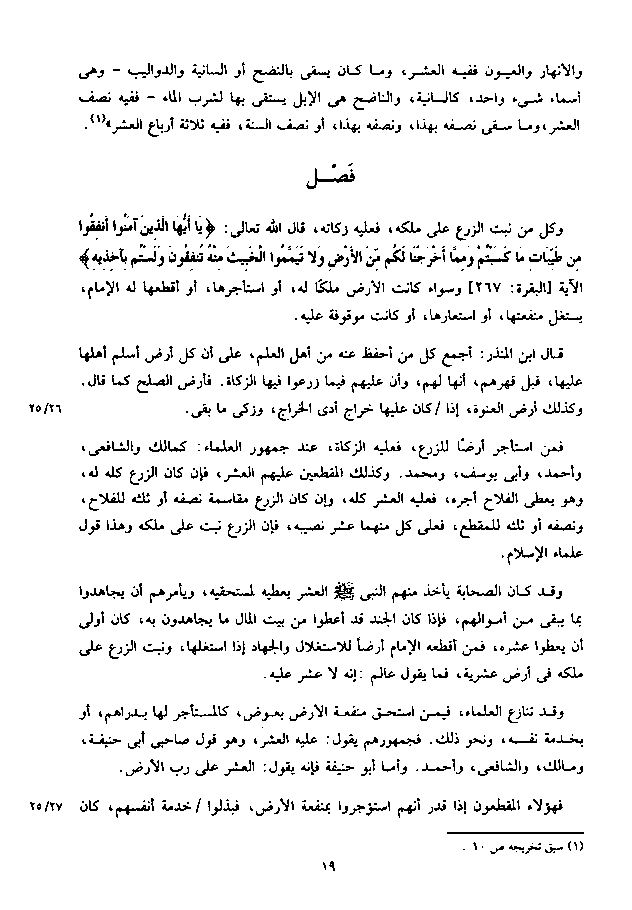 والأنهار والعيون ففيه العشر، وما كان يسقى بالنضح أو السانية والدواليب - وهى
أسماء شىء واحد، كالسانية، والناضح هى الإبل يستقى بها لشرب الماء - ففيه نصف
العشر، وما سقى نصفه بهذا، ونصفه بهذا، أو نصف السنة، ففيه ثلاثة أرباع العشر»(١).
فَصْـل
وكل من نبت الزرع على ملكه، فعليه زكاته، قال الله تعالى: ﴿يَا أَيُّهَا الَّذِينَ آمَنُوا أَنفِقُوا
مِن طَيِّبَاتِ مَا كَسَبْتُمْ وَمِمَّا أَخْرَجْنَا لَكُم مِّنَ الأَرْضِ وَلا تَيَمَّمُوا الْخَبِيثَ مِنْهُ تُنفِقُونَ وَلَسْتُم بِآخِذِيهِ﴾
الآية [البقرة: ٢٦٧] وسواء كانت الأرض ملكًا له، أو استأجرها، أو أقطعها له الإمام،
يستغل منفعتها، أو استعارها، أو كانت موقوفة عليه.
قال ابن المنذر: أجمع كل من أحفظ عنه من أهل العلم، على أن كل أرض أسلم أهلها
عليها، قبل قهرهم، أنها لهم، وأن عليهم فيما زرعوا فيها الزكاة. فأرض الصلح كما قال.
وكذلك أرض العنوة، إذا / كان عليها خراج أدى الخراج، وزكى ما بقى. ٢٥/٢٦
فمن استأجر أرضًا للزرع، فعليه الزكاة، عند جمهور العلماء: كمالك والشافعى،
وأحمد، وأبى يوسف، ومحمد. وكذلك المقطعين عليهم العشر، فإن كان الزرع كله له،
وهو يعطى الفلاح أجره، فعليه العشر كله، وإن كان الزرع مقاسمة نصفه أو ثلثه للفلاح،
ونصفه أو ثلثه للمقطع، فعلى كل منهما عشر نصيبه، فإن الزرع نبت على ملكه وهذا قول
علماء الإسلام.
وقد كان الصحابة يأخذ منهم النبى ﷺ العشر يعطيه لمستحقيه، ويأمرهم أن يجاهدوا
بما يبقى من أموالهم، فإذا كان الجند قد أعطوا من بيت المال ما يجاهدون به، كان أولى
أن يعطوا عشره، فمن أقطعه الإمام أرضاً للاستغلال والجهاد إذا استغلها، ونبت الزرع على
ملكه فى أرض عشرية، فما يقول عالم: إنه لا عشر عليه.
وقد تنازع العلماء، فيمن استحق منفعة الأرض بعوض، كالمستأجر لها بدراهم، أو
بخدمة نفسه، ونحو ذلك. فجمهورهم يقول: عليه العشر، وهو قول صاحبى أبى حنيفة،
ومالك، والشافعى، وأحمد. وأما أبو حنيفة فإنه يقول: العشر على رب الأرض.
فهؤلاء المقطعون إذا قدر أنهم استؤجروا بمنفعة الأرض، فبذلوا / خدمة أنفسهم، كان ٢٥/٢٧
(١) سبق تخريجه ص ١٠ .
١٩